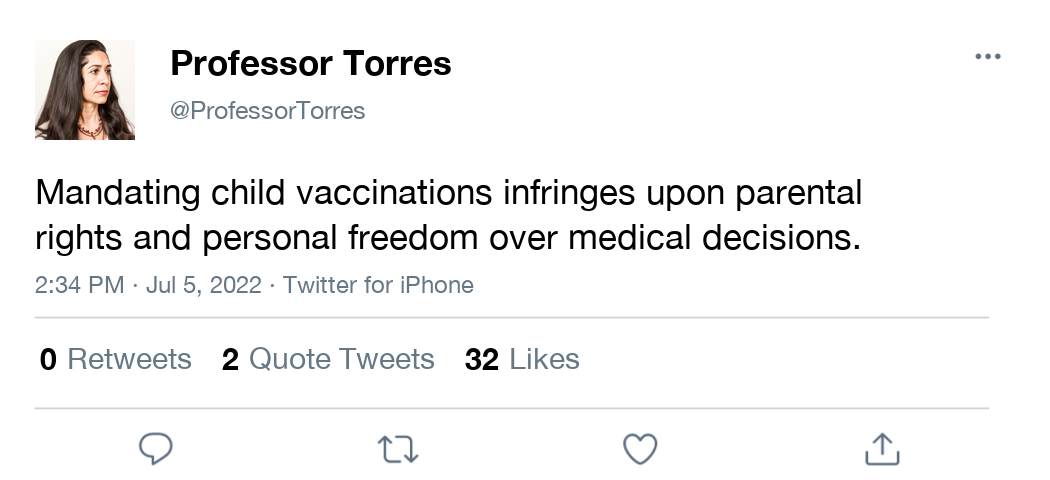 Professor Torres
@ProfessorTorres
Mandating child vaccinations infringes upon parental
rights and personal freedom over medical decisions.
2:34 PM · Jul 5, 2022 · Twitter for iPhone
0 Retweets 2 Quote Tweets 32 Likes